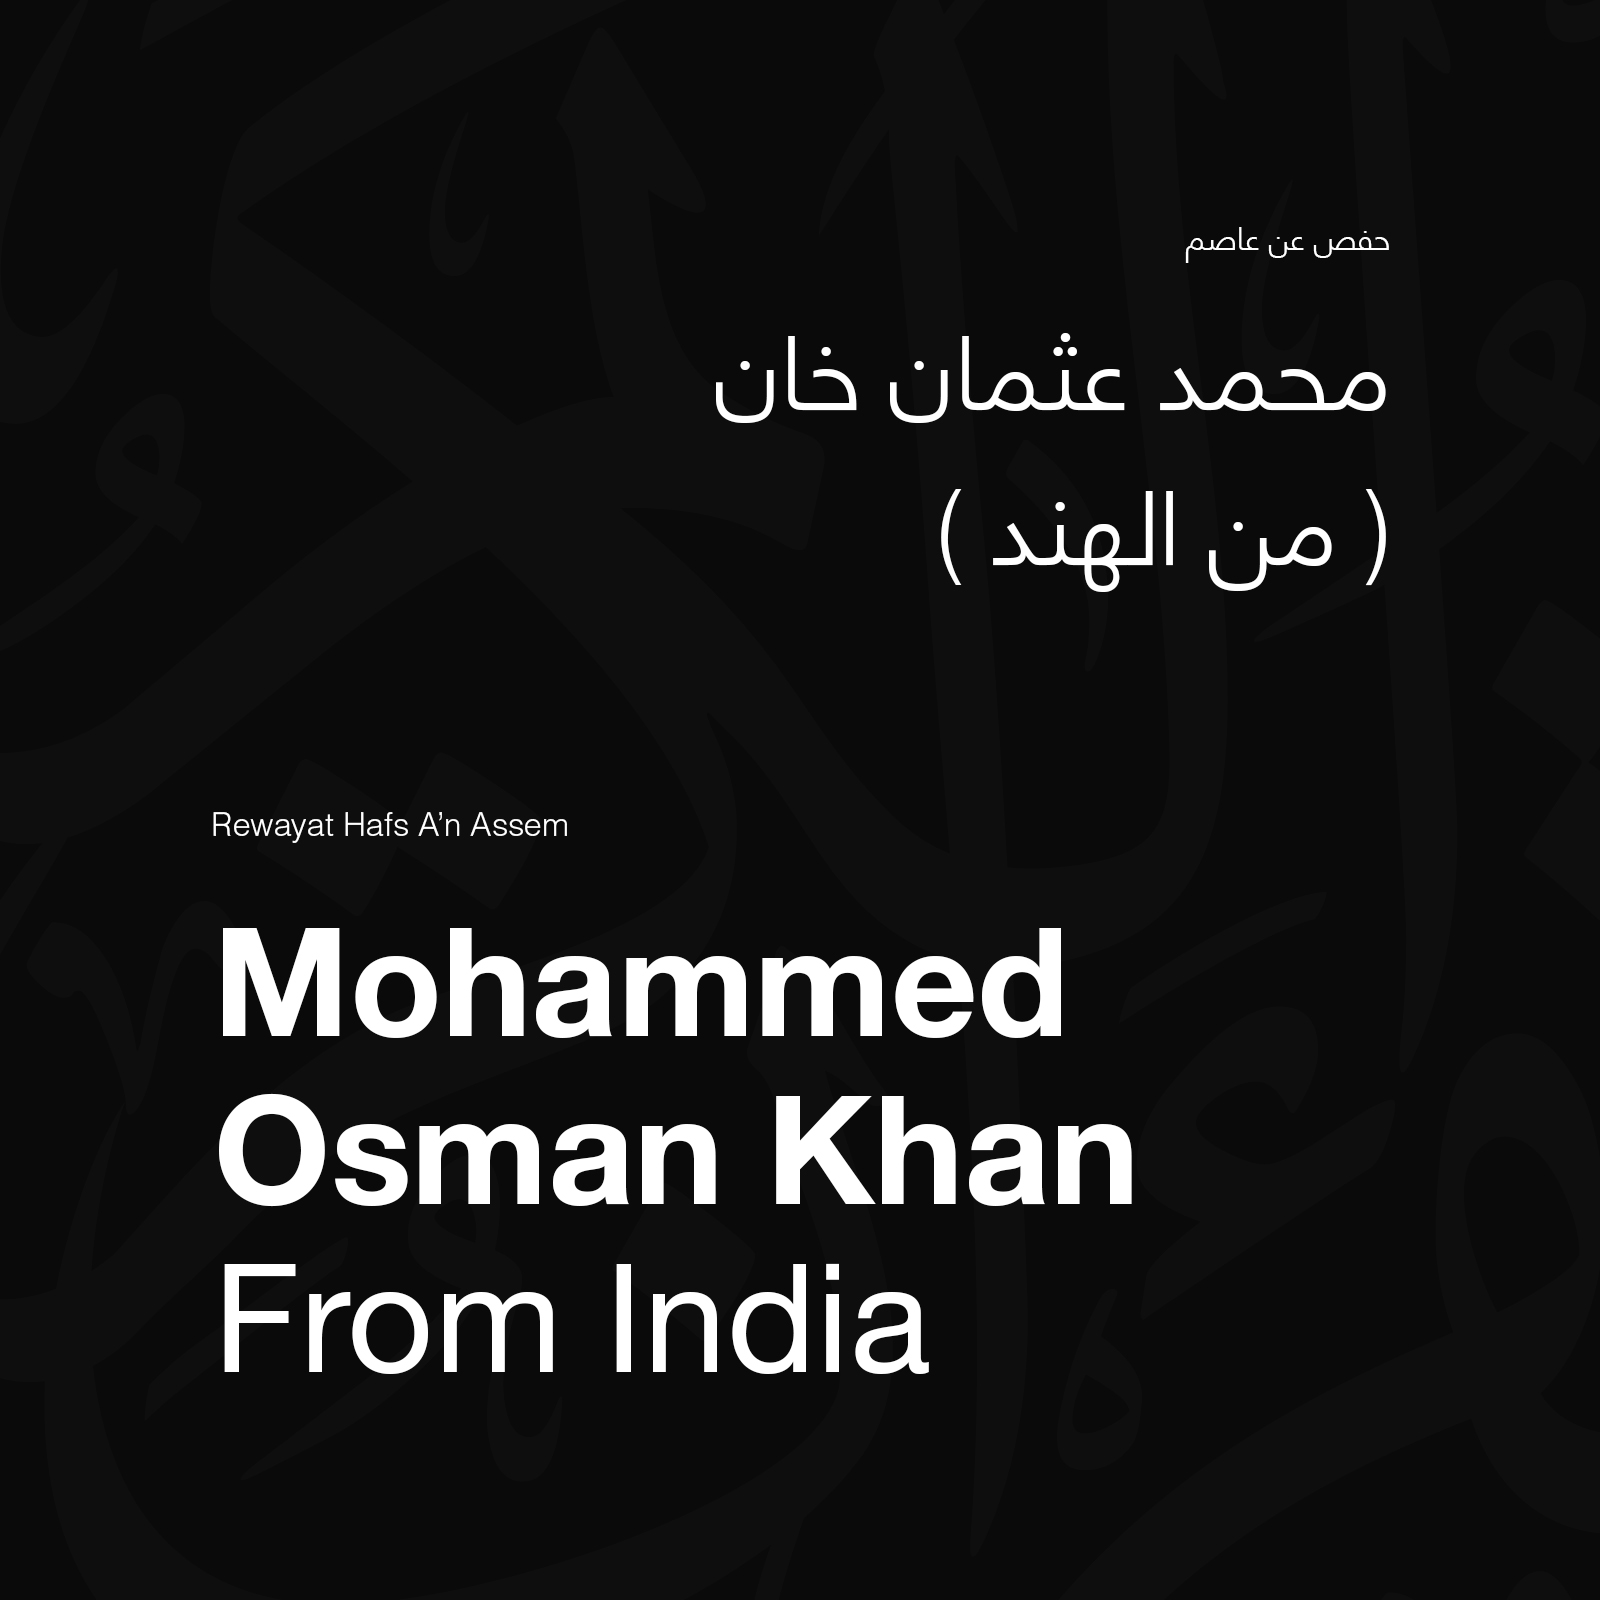 حفص عن عاصم
محمد عثمان خان
( من الهند )
Rewayat Hafs A’n Assem
Mohammed
Osman Khan
From India